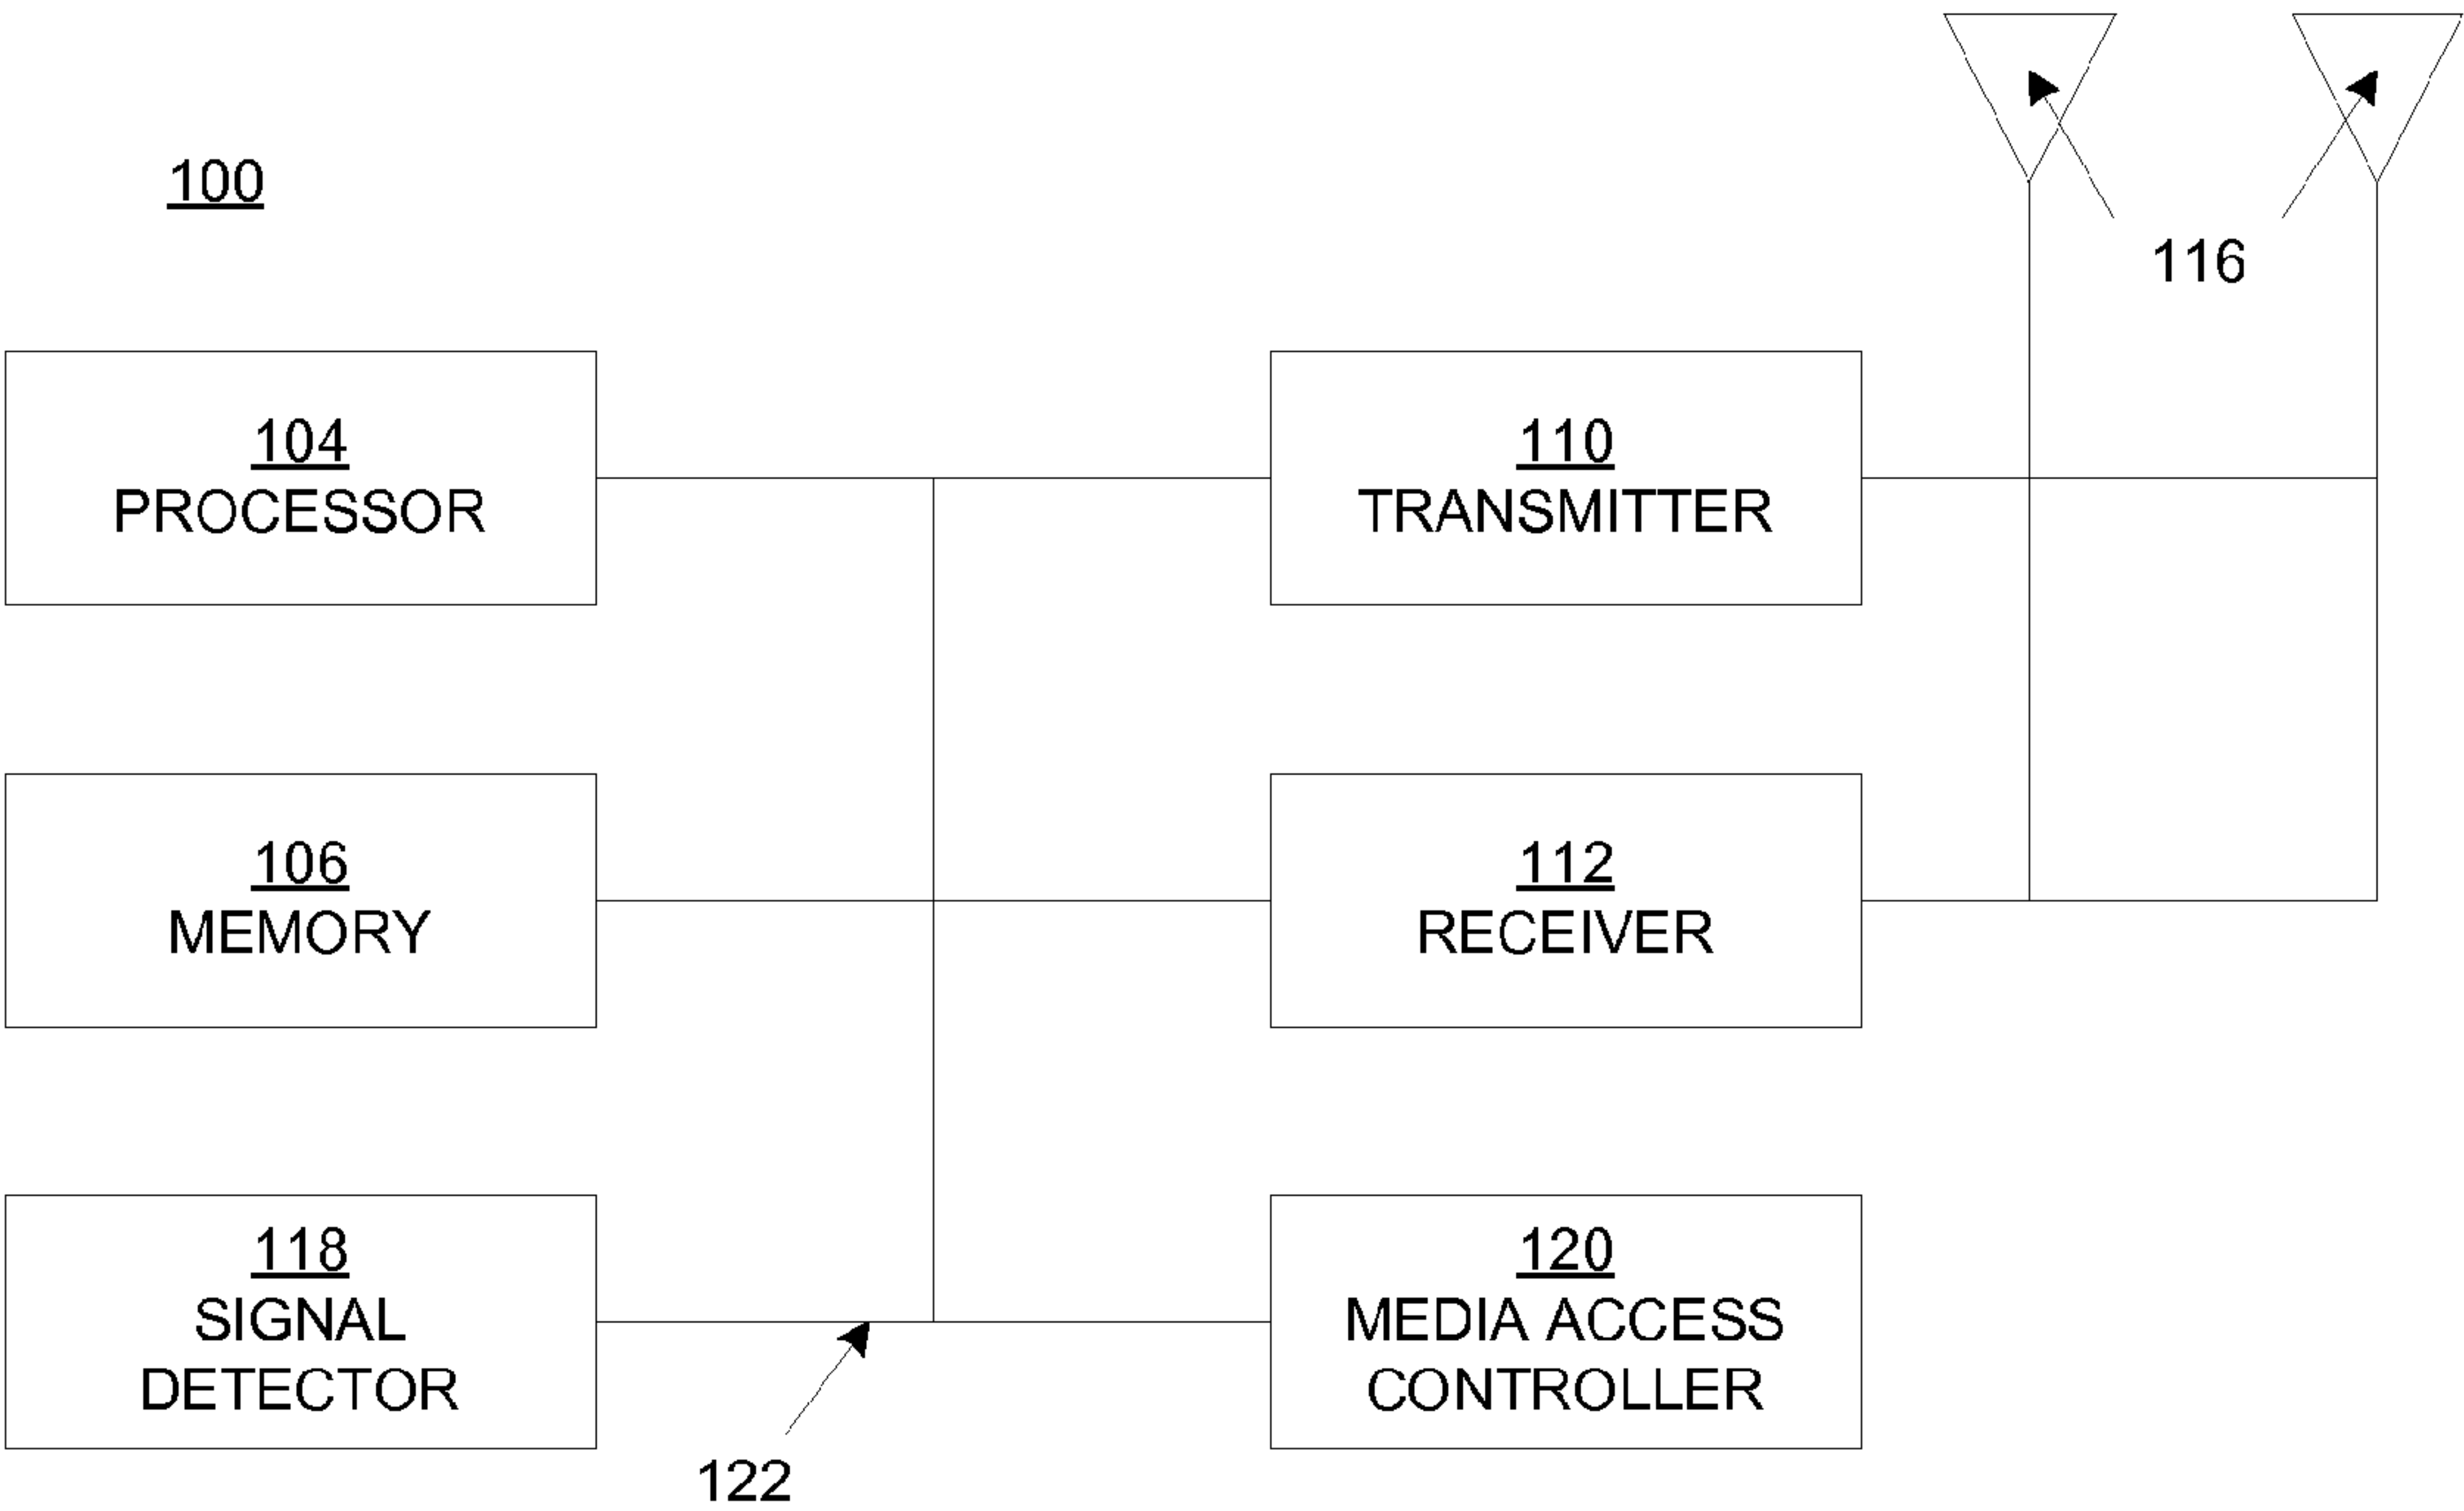 100
116
104
PROCESSOR
110
TRANSMITTER
106
MEMORY
112
RECEIVER
118
SIGNAL
DETECTOR
120
MEDIA ACCESS
CONTROLLER
122